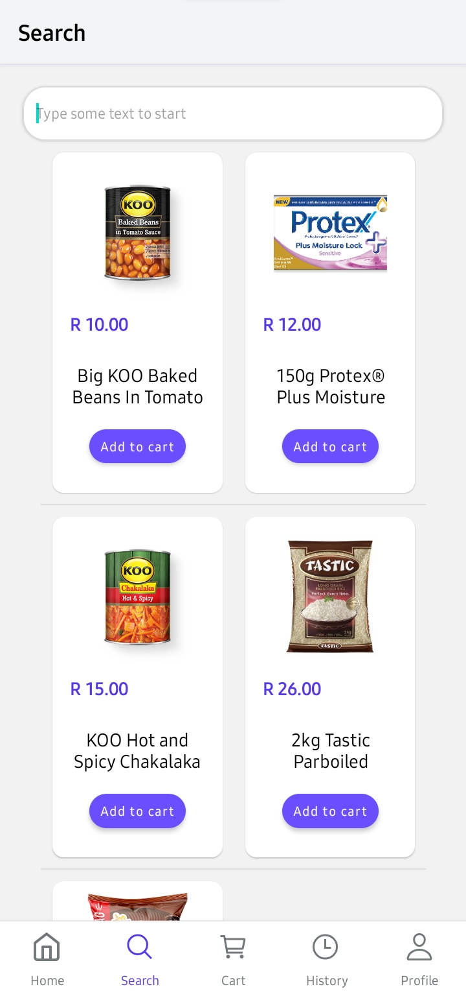 Search
Type some text to start
KOO
Baked Beans
in Tomato Sauce
NEW
Protex
Plus Moisture Lock
Sensitive
R 10.00
R 12.00
Big KOO Baked
Beans In Tomato
150g Protex®
Plus Moisture
Add to cart
Add to cart
KOO
Chakalaka
Hot & Spicy
TASTIC
LONG GRAIN
PARBOILED RICE
Perfect. Every time.
2kg
TASTIC
R 15.00
R 26.00
KOO Hot and
Spicy Chakalaka
2kg Tastic
Parboiled
Add to cart
Add to cart
Home
Search
Cart
History
Profile